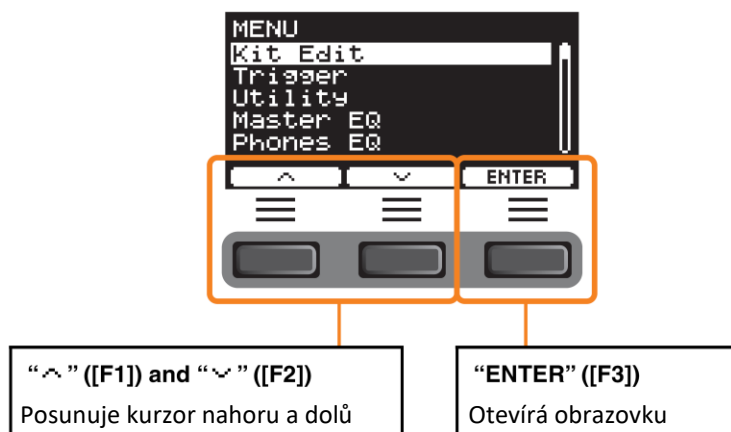 MENU
Kit Edit
Trigger
Utility
Master EQ
Phones EQ
ENTER
“︿” ([F1]) and “﹀” ([F2])
Posunuje kurzor nahoru a dolů
“ENTER” ([F3])
Otevírá obrazovku